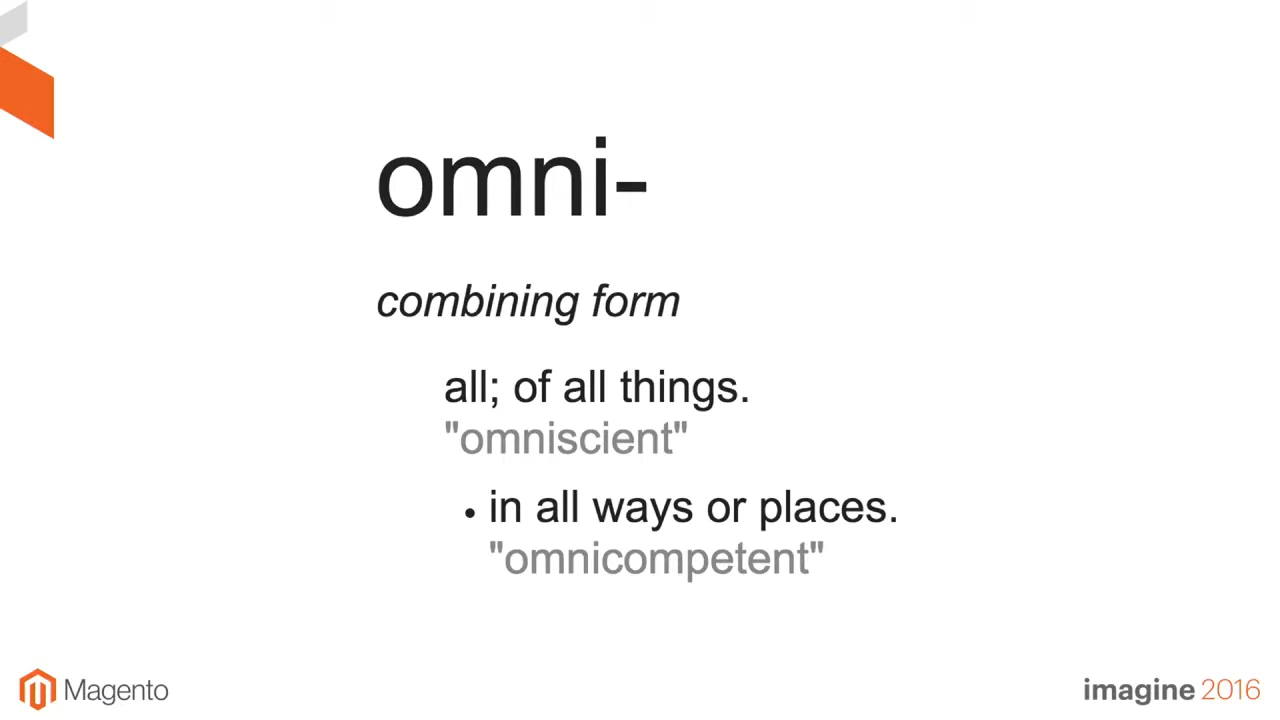 omni-
combining form
all; of all things.
"omniscient"
• in all ways or places.
"omnicompetent"
Magento
imagine 2016